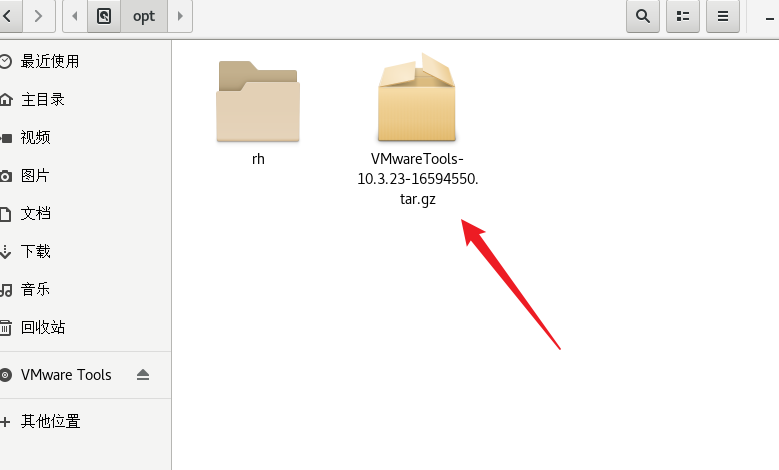 opt
最近使用
主目录
视频
图片
文档
下载
音乐
回收站
VMware Tools
其他位置
rh
VMwareTools-
10.3.23-16594550.
tar.gz